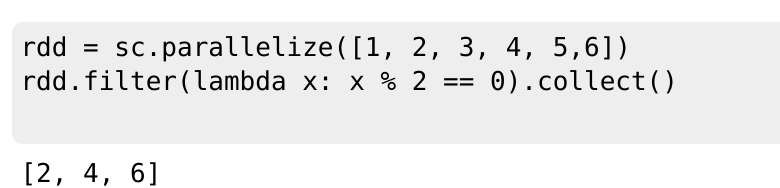 rdd = sc.parallelize([1, 2, 3, 4, 5,6])
rdd.filter(lambda x: x % 2 == 0).collect()
[2, 4, 6]